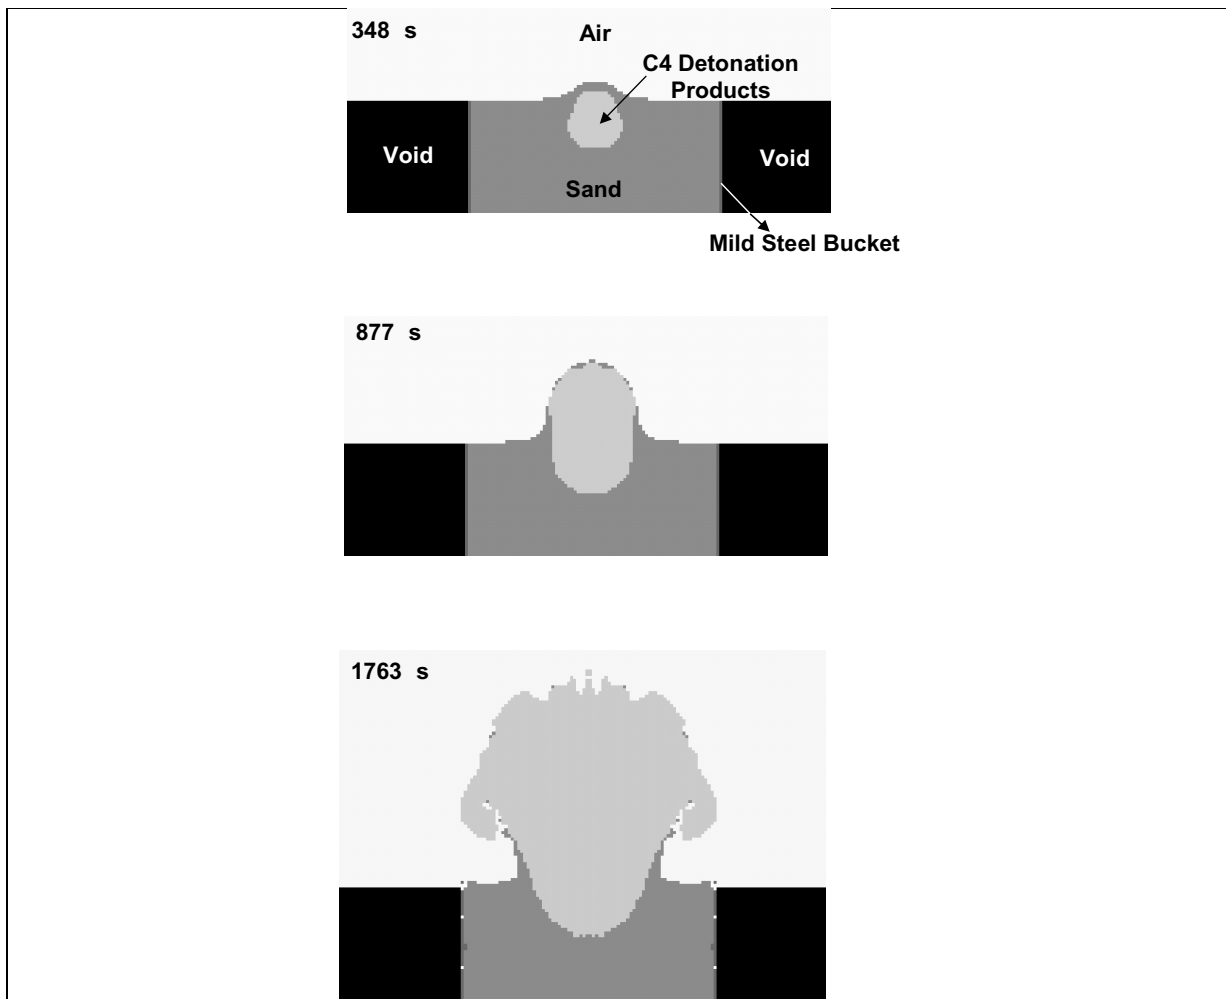 348 s
Air
C4 Detonation
Products
Void
Void
Sand
Mild Steel Bucket
877 s
1763 s